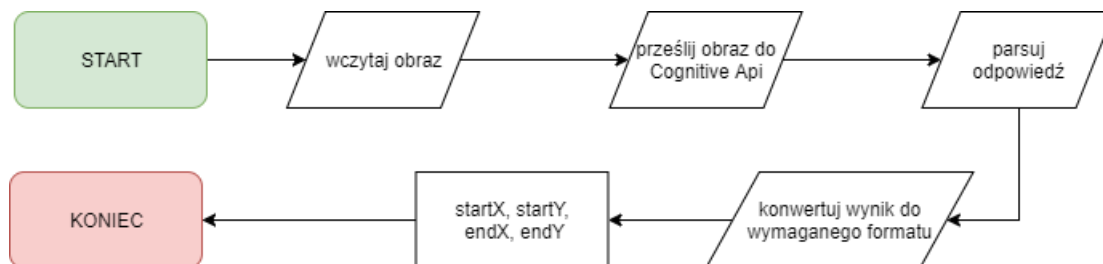 START
wczytaj obraz
prześlij obraz do
Cognitive Api
parsuj
odpowiedź
KONIEC
startX, startY,
endX, endY
konwertuj wynik do
wymaganego formatu